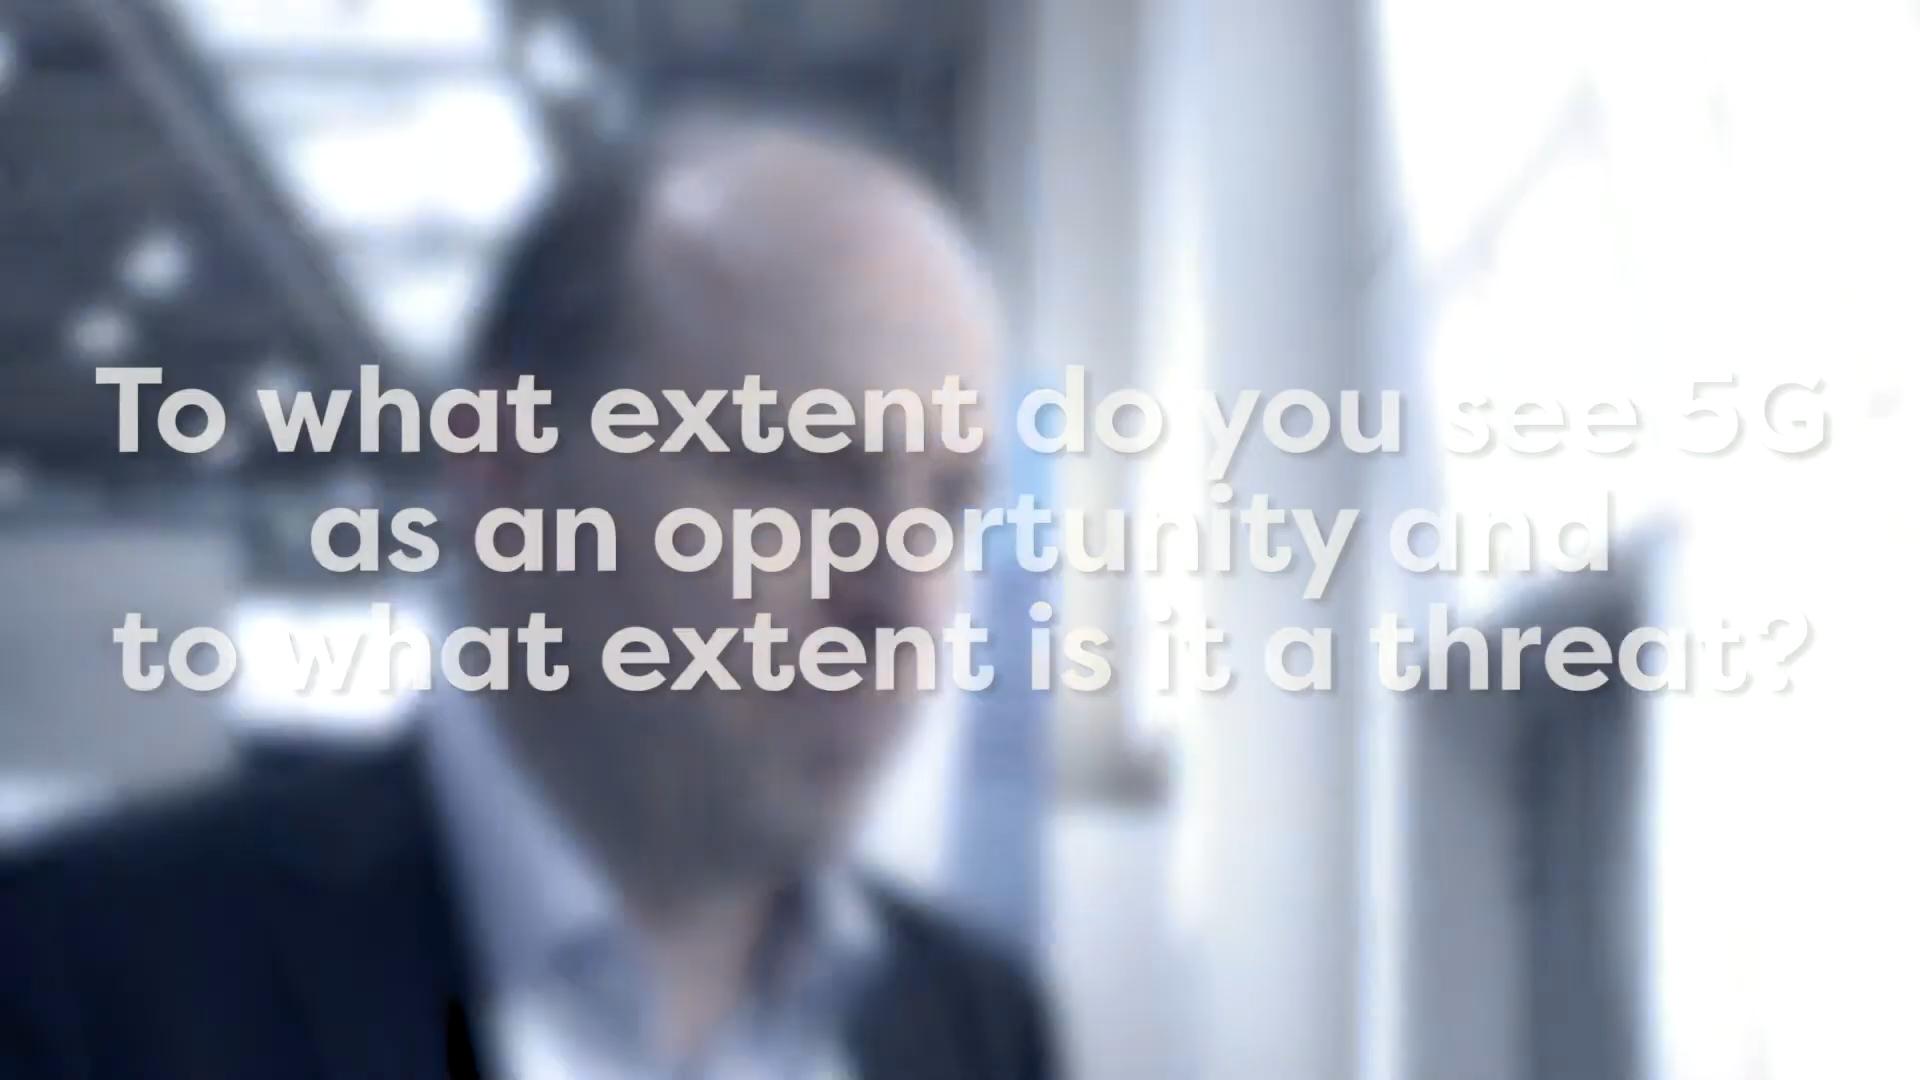 To what extent do you see 5G
as an opportunity and
to what extent is it a threat?